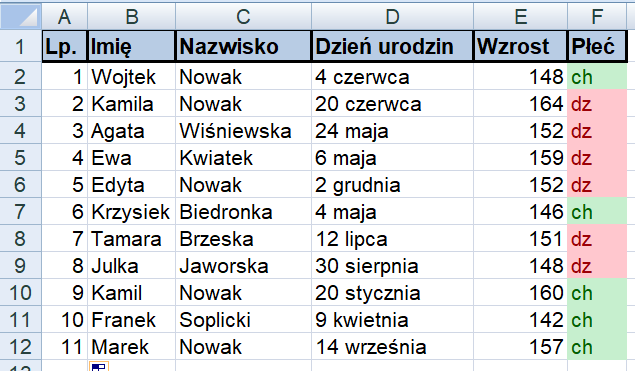 A B C D E F
1 Lp. Imię Nazwisko Dzień urodzin Wzrost Płeć
2 1 Wojtek Nowak 4 czerwca 148 ch
3 2 Kamila Nowak 20 czerwca 164 dz
4 3 Agata Wiśniewska 24 maja 152 dz
5 4 Ewa Kwiatek 6 maja 159 dz
6 5 Edyta Nowak 2 grudnia 152 dz
7 6 Krzysiek Biedronka 4 maja 146 ch
8 7 Tamara Brzeska 12 lipca 151 dz
9 8 Julka Jaworska 30 sierpnia 148 dz
10 9 Kamil Nowak 20 stycznia 160 ch
11 10 Franek Soplicki 9 kwietnia 142 ch
12 11 Marek Nowak 14 września 157 ch